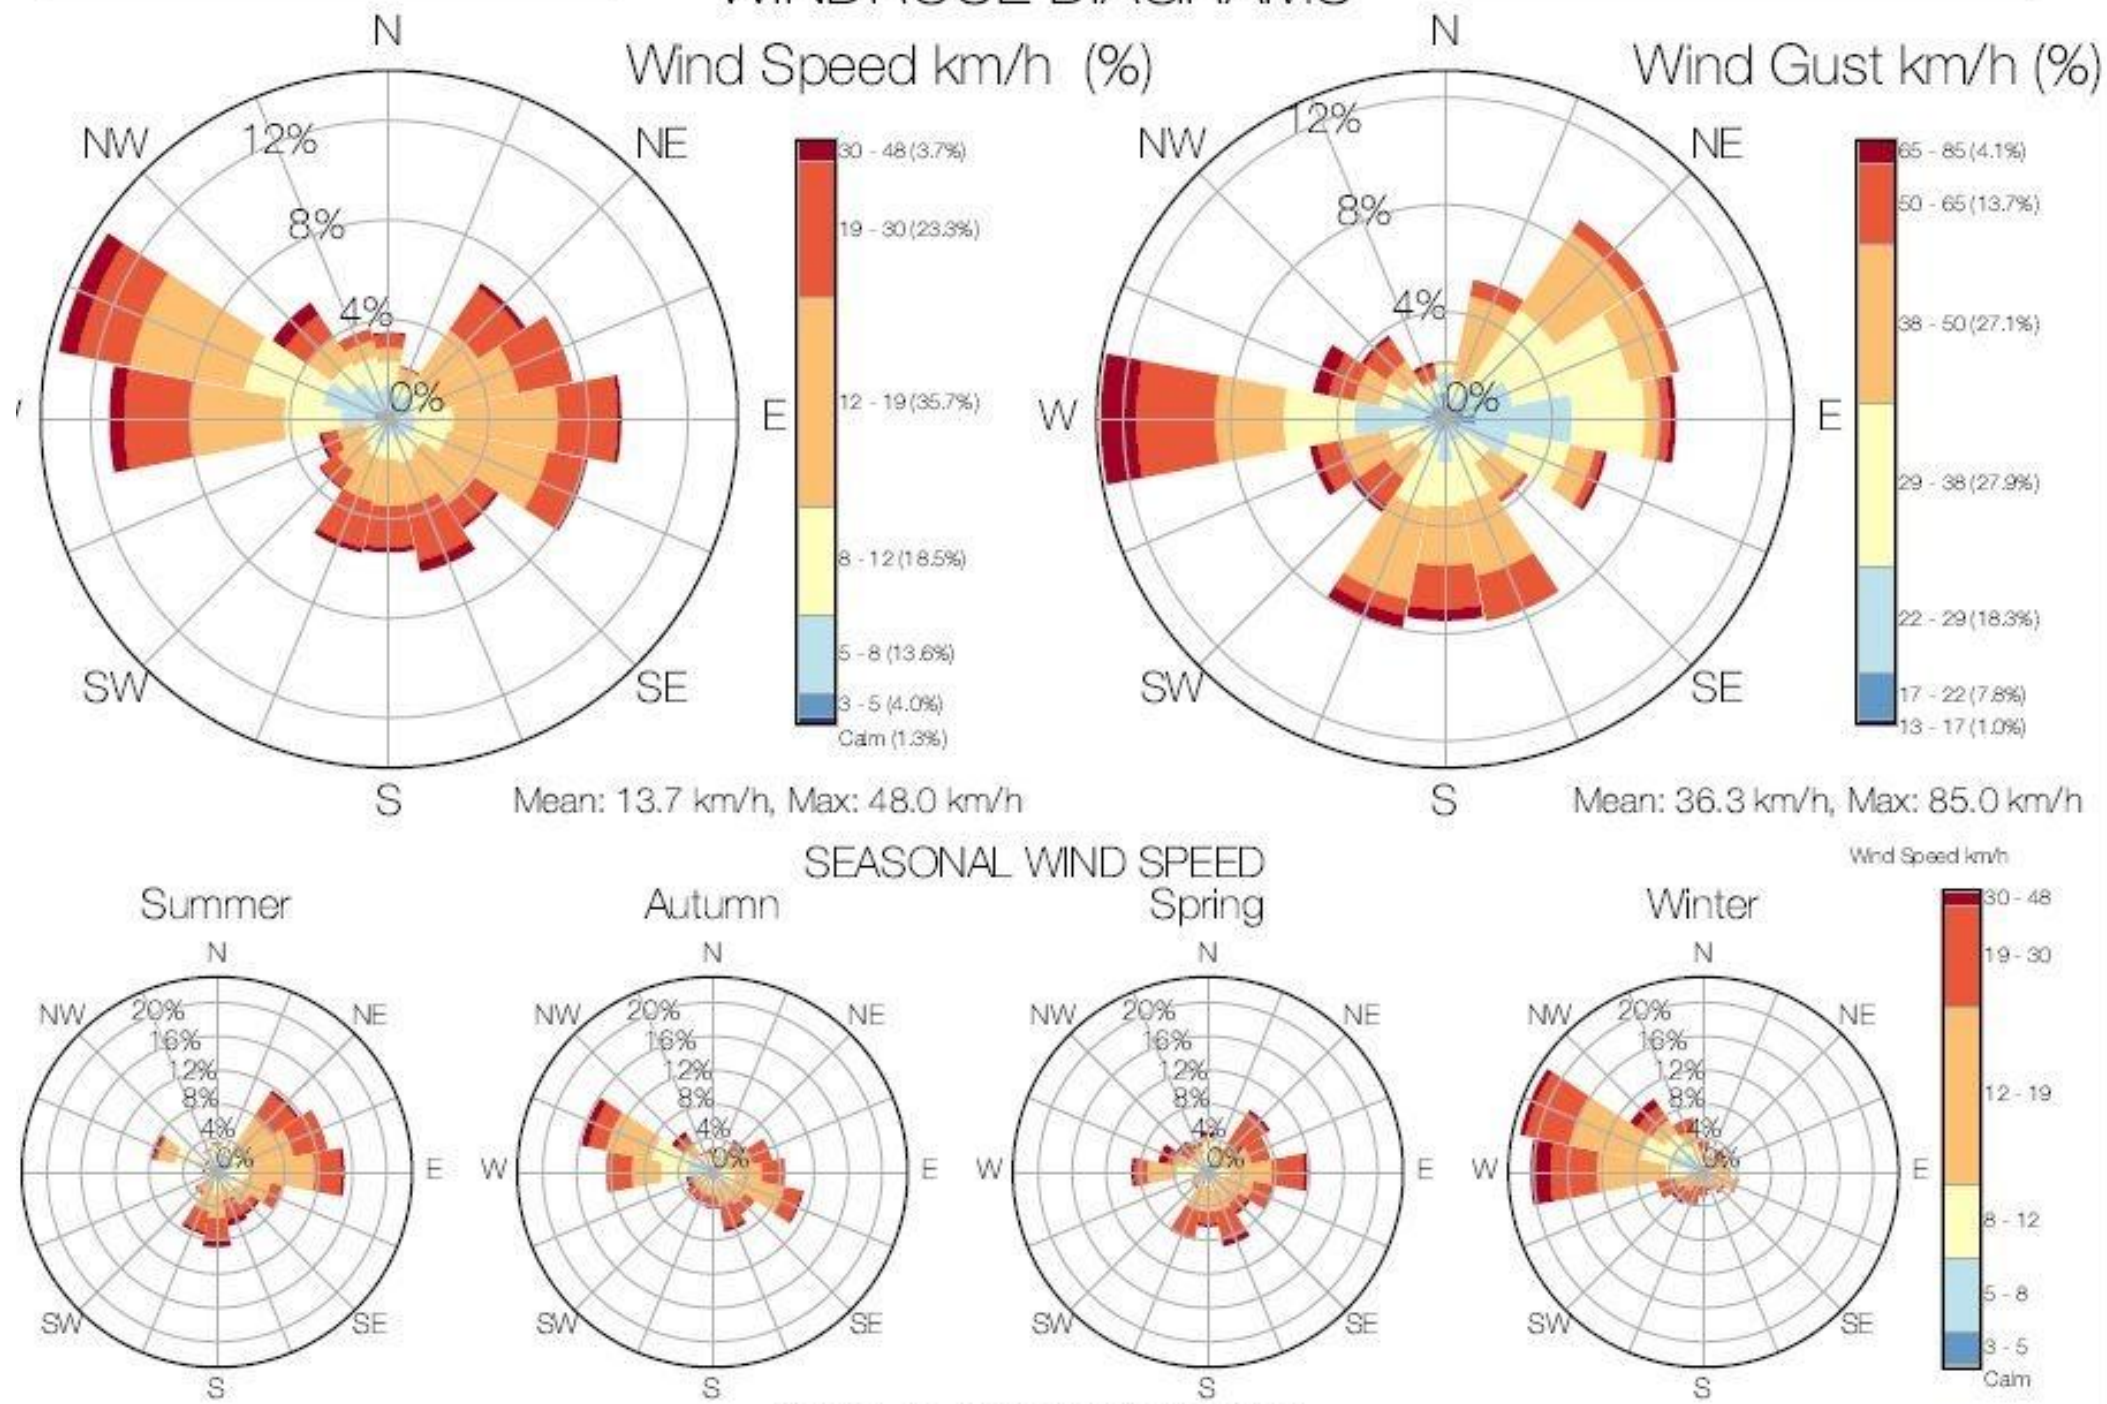 WINDROSE DIAGRAMS
Wind Speed km/h (%)
N
NE
E
SE
S
SW
NW
12%
8%
4%
0%
30 - 48 (3.7%)
19 - 30 (23.3%)
12 - 19 (35.7%)
8 - 12 (18.5%)
5 - 8 (13.6%)
3 - 5 (4.0%)
Calm (1.3%)
Mean: 13.7 km/h, Max: 48.0 km/h
Wind Gust km/h (%)
N
NE
E
SE
S
SW
W
NW
12%
8%
4%
0%
65 - 85 (4.1%)
50 - 65 (13.7%)
38 - 50 (27.1%)
29 - 38 (27.9%)
22 - 29 (18.3%)
17 - 22 (7.8%)
13 - 17 (1.0%)
Mean: 36.3 km/h, Max: 85.0 km/h
SEASONAL WIND SPEED
Summer
N
NE
E
SE
S
SW
NW
20%
16%
12%
8%
4%
0%
Autumn
N
NE
E
SE
S
SW
W
NW
20%
16%
12%
8%
4%
0%
Spring
N
NE
E
SE
S
SW
W
NW
20%
16%
12%
8%
4%
0%
Winter
N
NE
E
SE
S
SW
W
NW
20%
16%
12%
8%
4%
0%
Wind Speed km/h
30 - 48
19 - 30
12 - 19
8 - 12
5 - 8
3 - 5
Calm